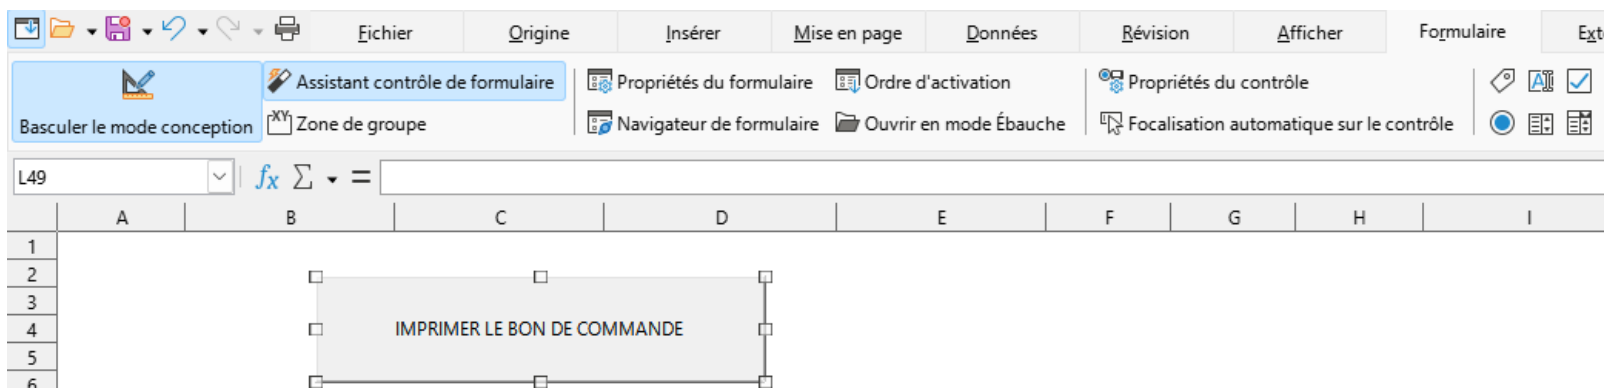 Fichier Origine Insérer Mise en page Données Révision Afficher Formulaire Ext
Assistant contrôle de formulaire Propriétés du formulaire Ordre d'activation Propriétés du contrôle
Basculer le mode conception Zone de groupe Navigateur de formulaire Ouvrir en mode Ébauche Focalisation automatique sur le contrôle
L49
A B C D E F G H I
1
2
3
4 IMPRIMER LE BON DE COMMANDE
5
6